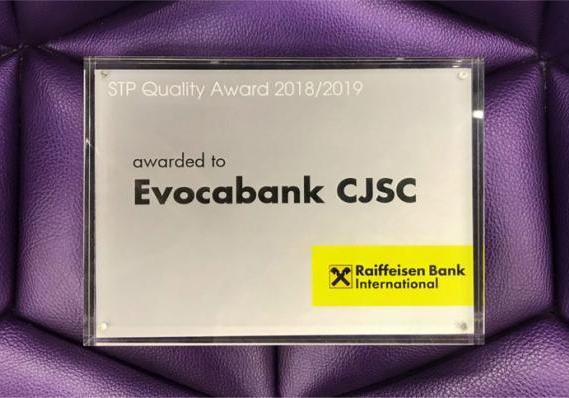 STP Quality Award 2018/2019
awarded to
Evocabank CJSC
Raiffeisen Bank
International